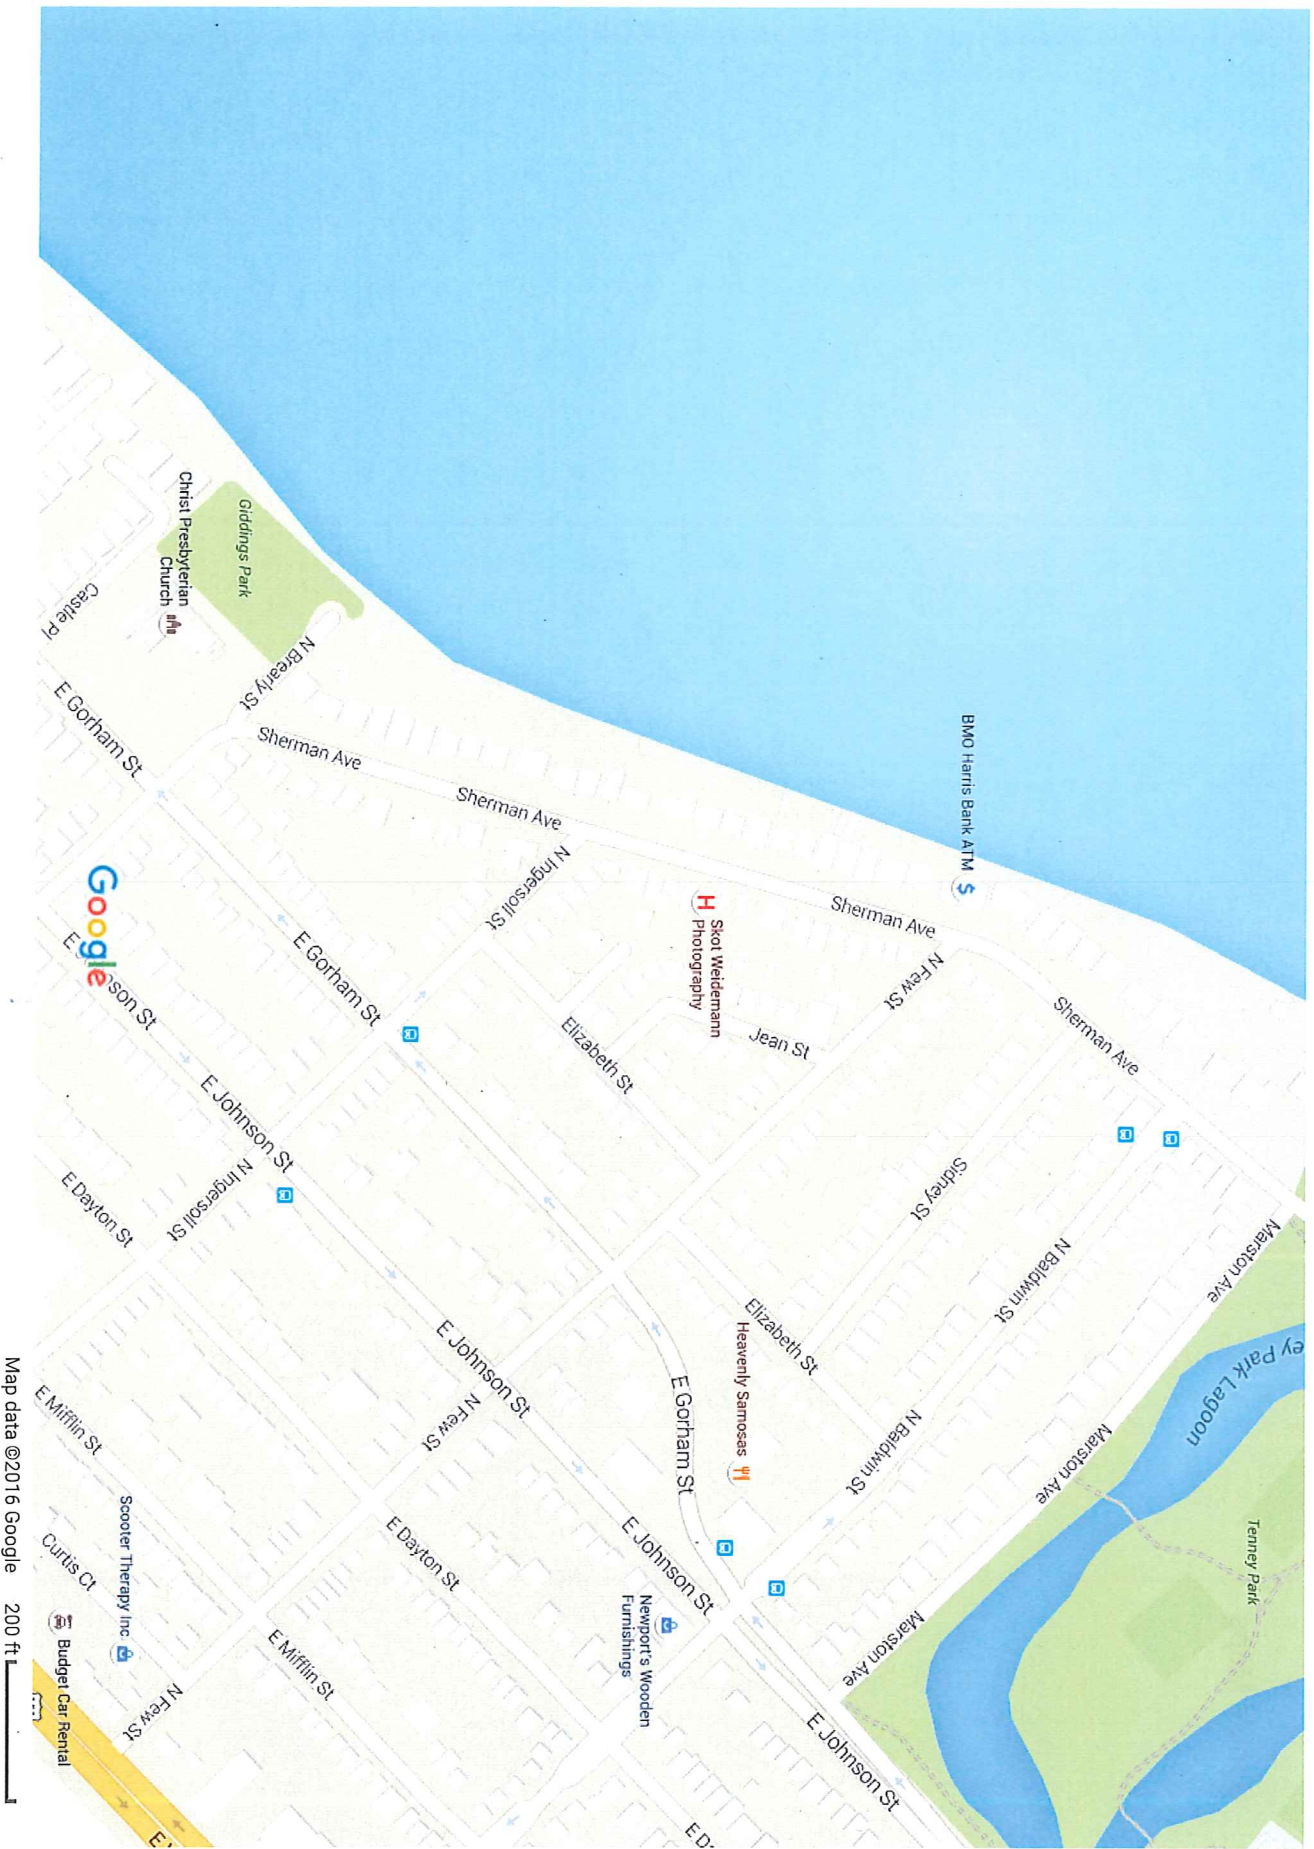 BMO Harris Bank ATM
Giddings Park
Christ Presbyterian
Church
Castle Pl
N Brearly St
E Gorham St
Sherman Ave
Sherman Ave
Sherman Ave
Sherman Ave
N Ingersoll St
Skot Weidemann
Photography
N Few St
Jean St
Elizabeth St
E Gorham St
Google
son St
E Johnson St
N Ingersoll St
E Dayton St
Sidney St
N Baldwin St
Marston Ave
ey Park Lagoon
Elizabeth St
Heavenly Samosas
E Gorham St
N Baldwin St
Marston Ave
Tenney Park
E Johnson St
N Few St
E Mifflin St
E Dayton St
E Johnson St
Newport's Wooden
Furnishings
Marston Ave
E Johnson St
Scooter Therapy Inc
Curtis Ct
Budget Car Rental
E Mifflin St
N Few St
Map data ©2016 Google 200 ft